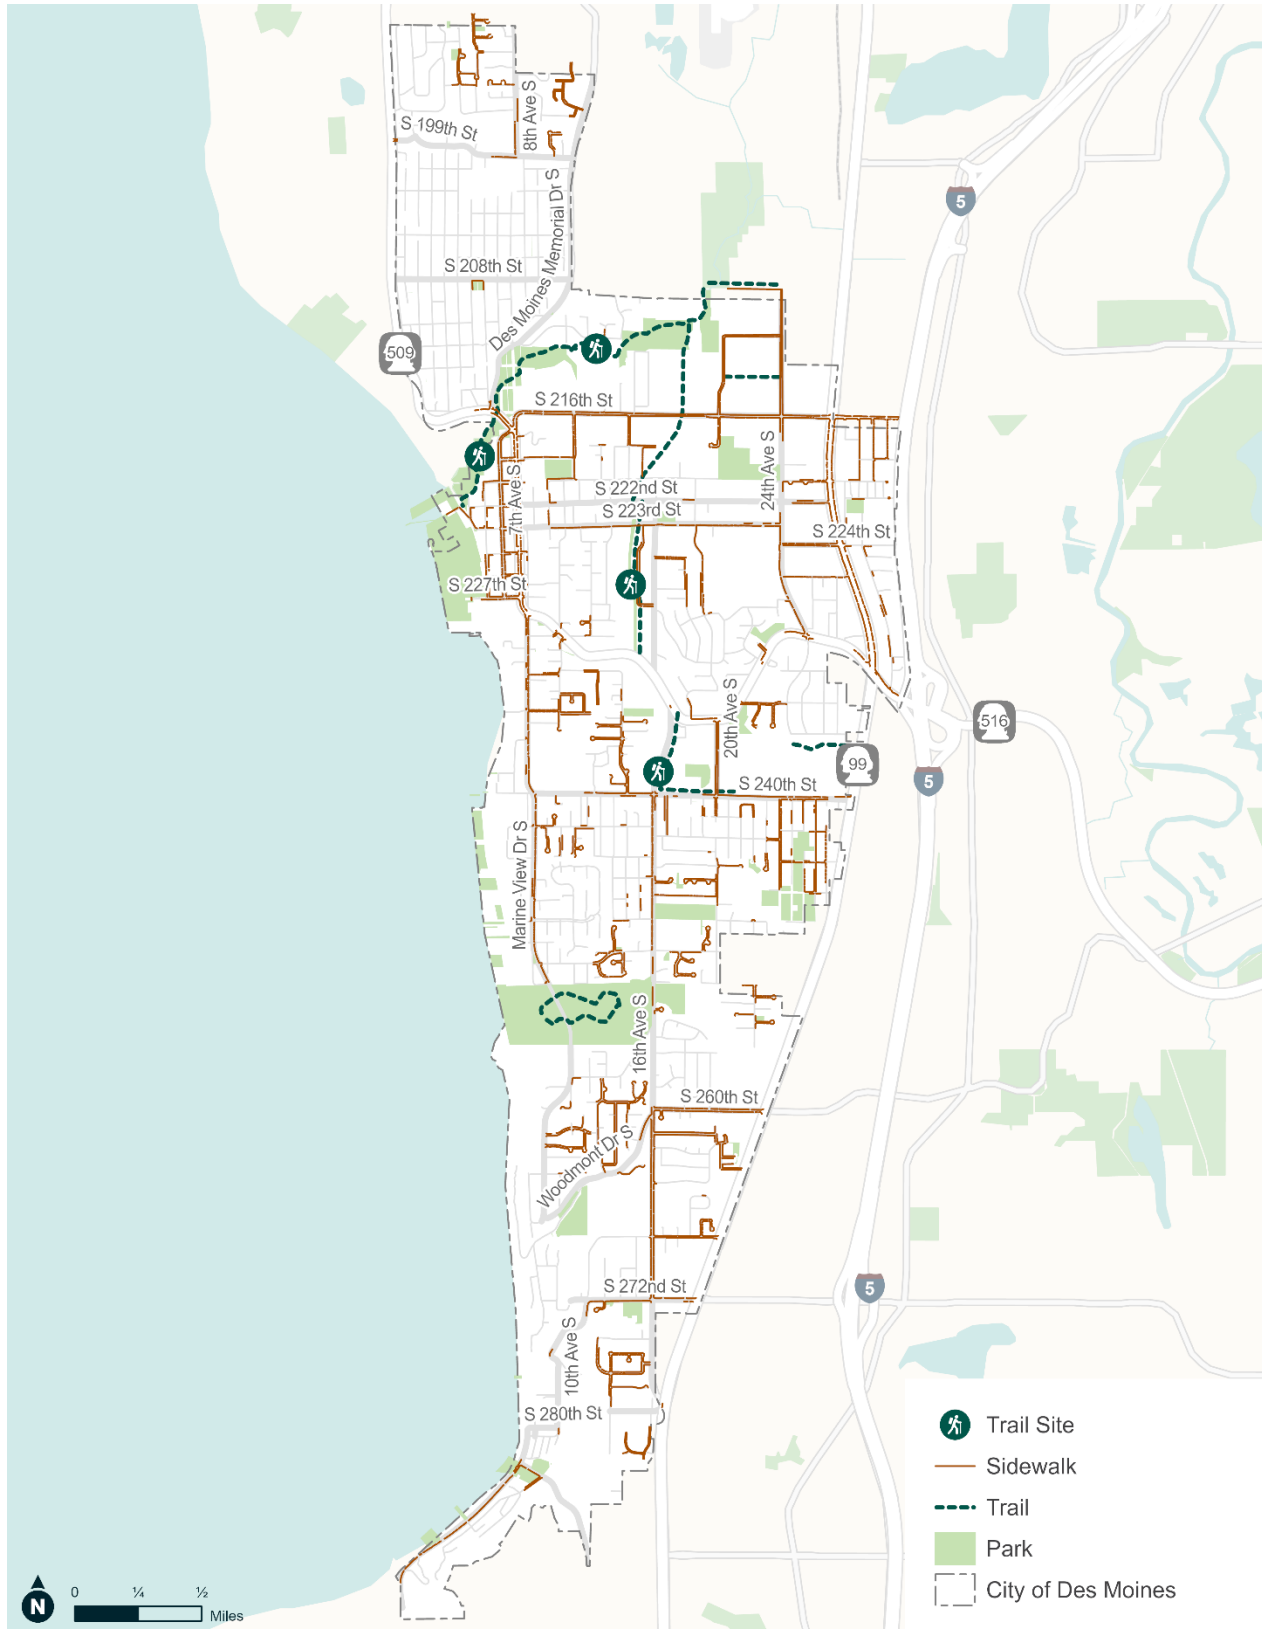 S 199th St
8th Ave S
5
Des Moines Memorial Dr S
S 208th St
509
S 216th St
24th Ave S
7th Ave S
S 222nd St
S 223rd St
S 224th St
S 227th St
20th Ave S
516
99
5
S 240th St
Marine View Dr S
16th Ave S
S 260th St
Woodmont Dr S
S 272nd St
5
10th Ave S
S 280th St
Trail Site
Sidewalk
Trail
Park
City of Des Moines
N
0 ¼ ½
Miles